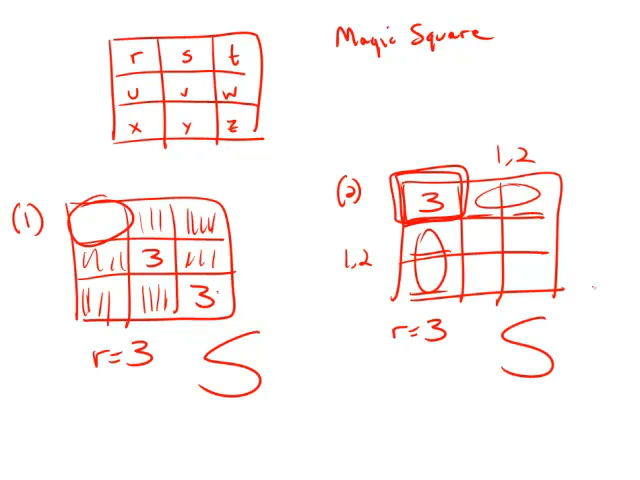 Magic Square
r s t
u v w
x y z
(1)
3
3
r=3 S
(2) 1,2
3
1,2
r=3 S